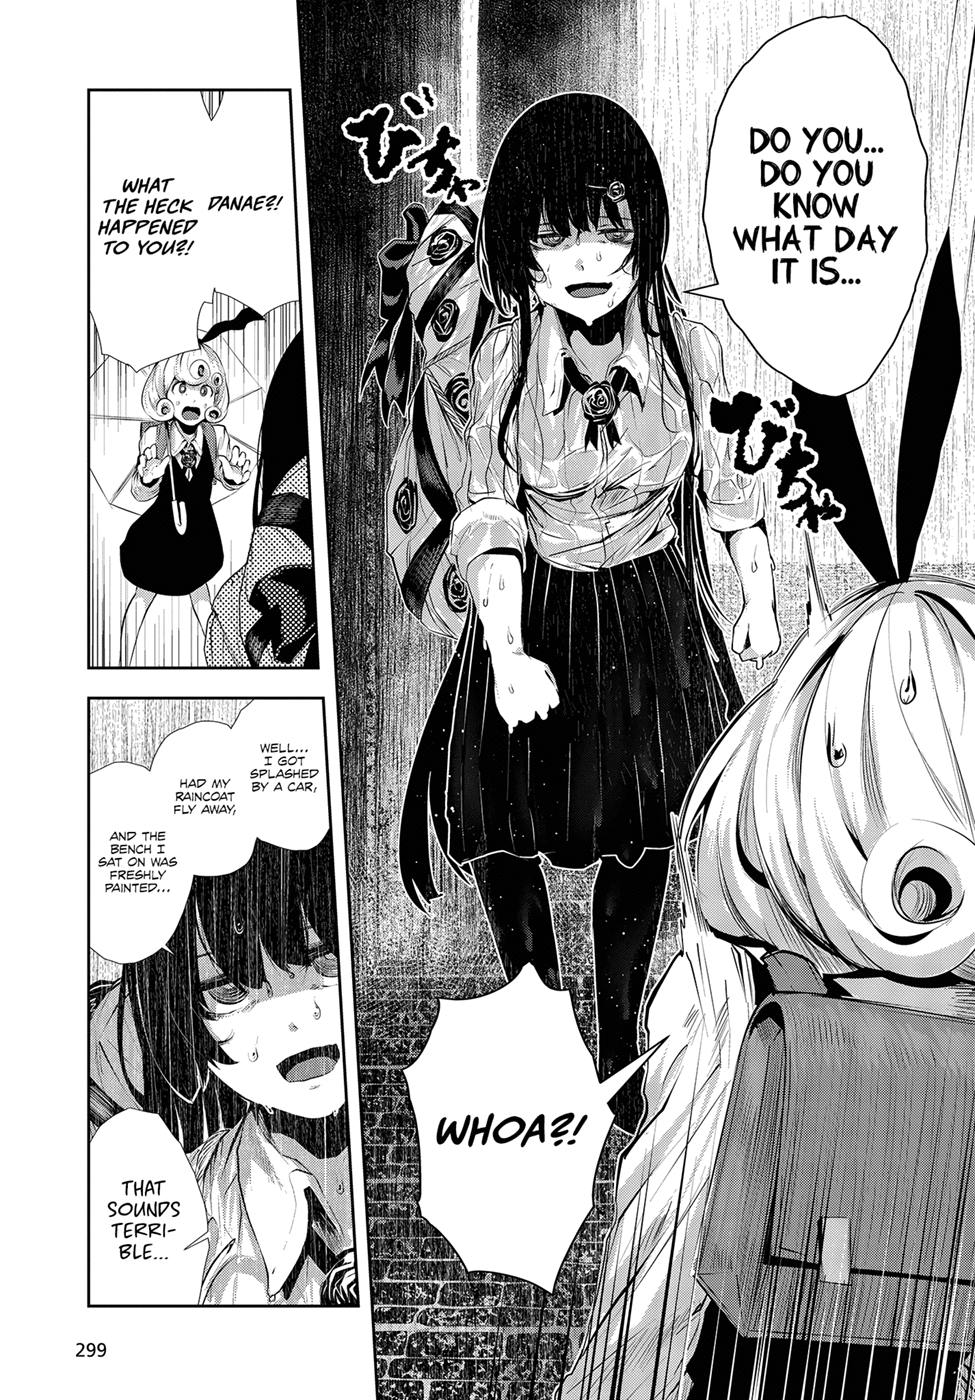 DO YOU...
DO YOU
KNOW
WHAT DAY
IT IS...
びちゃ
びちゃ
WHOA?!
DANAE?!
WHAT
THE HECK
HAPPENED
TO YOU?!
WELL...
I GOT
SPLASHED
BY A CAR,
HAD MY
RAINCOAT
FLY AWAY,
AND THE
BENCH I
SAT ON WAS
FRESHLY
PAINTED...
THAT
SOUNDS
TERRI-
BLE...
299